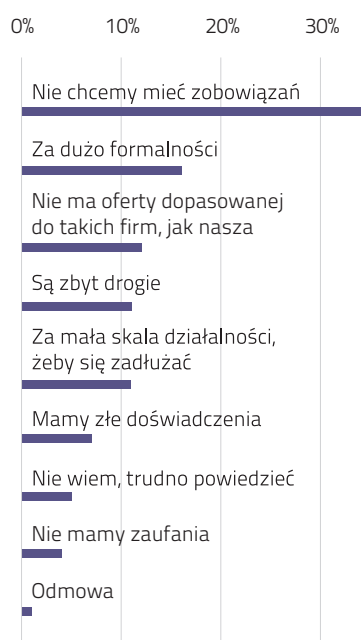 0% 10% 20% 30%
Nie chcemy mieć zobowiązań
Za dużo formalności
Nie ma oferty dopasowanej
do takich firm, jak nasza
Są zbyt drogie
Za mała skala działalności,
żeby się zadłużać
Mamy złe doświadczenia
Nie wiem, trudno powiedzieć
Nie mamy zaufania
Odmowa